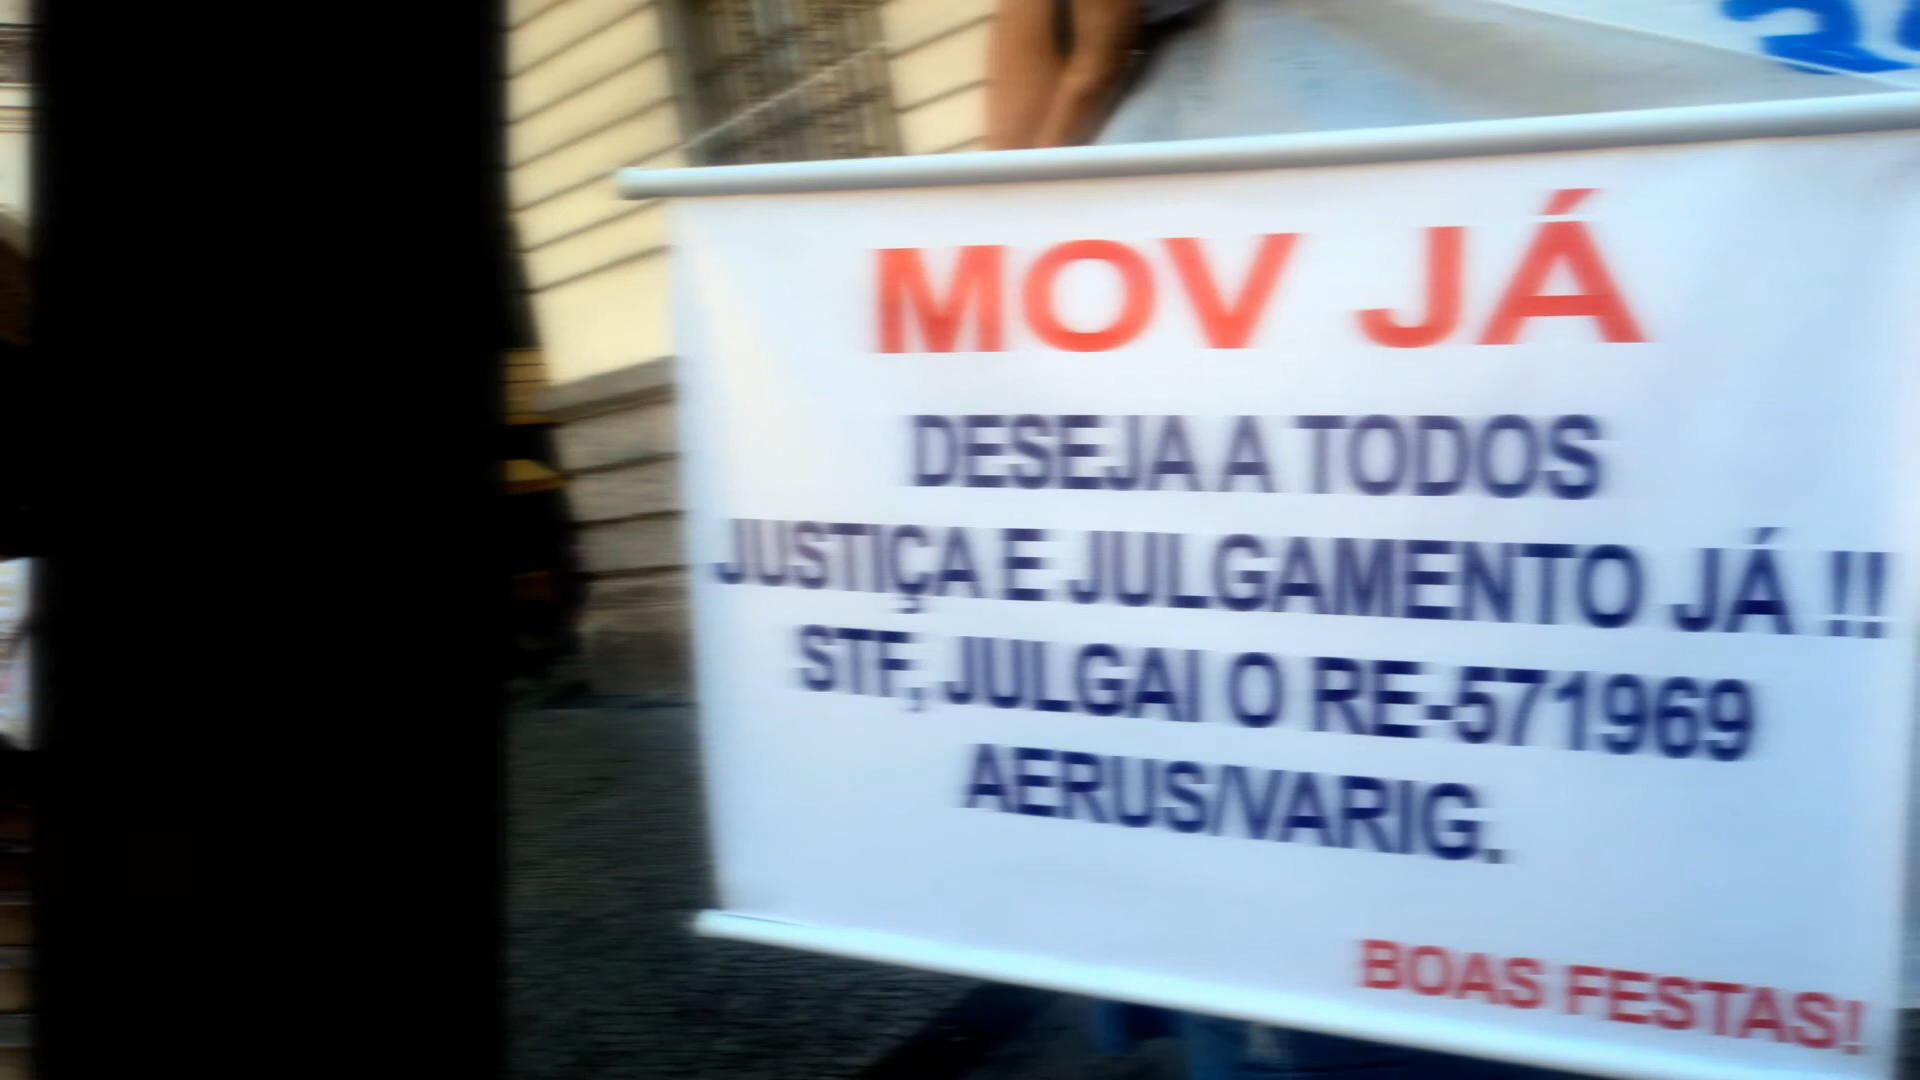 MOV JÁ
DESEJA A TODOS
JUSTIÇA E JULGAMENTO JÁ !!
STF, JULGAI O RE-571969
AERUS/VARIG.
BOAS FESTAS!